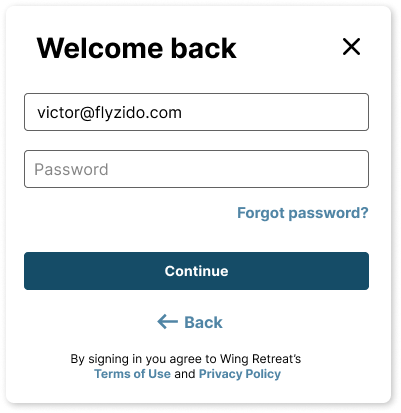 Welcome back
victor@flyzido.com
Password
Forgot password?
Continue
Back
By signing in you agree to Wing Retreat's
Terms of Use and Privacy Policy